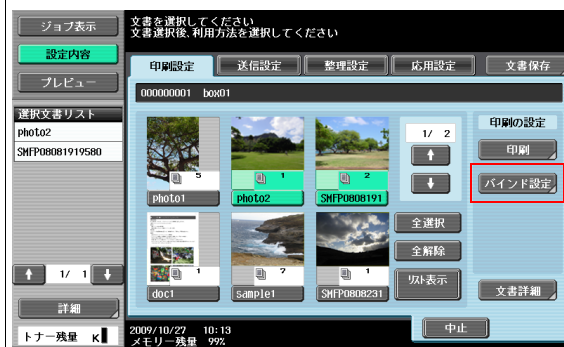 ジョブ表示
設定内容
プレビュー
選択文書リスト
photo2
SMFP08081919580
1/ 1
詳細
トナー残量 K
文書を選択してください
文書選択後、利用方法を選択してください
印刷設定
送信設定
整理設定
応用設定
文書保存
000000001 box01
5
photo1
1
photo2
2
SMFP0808191
1
doc1
7
sample1
1
SMFP0808231
1/ 2
全選択
全解除
リスト表示
印刷の設定
印刷
バインド設定
文書詳細
中止
2009/10/27 10:13
メモリー残量 99%